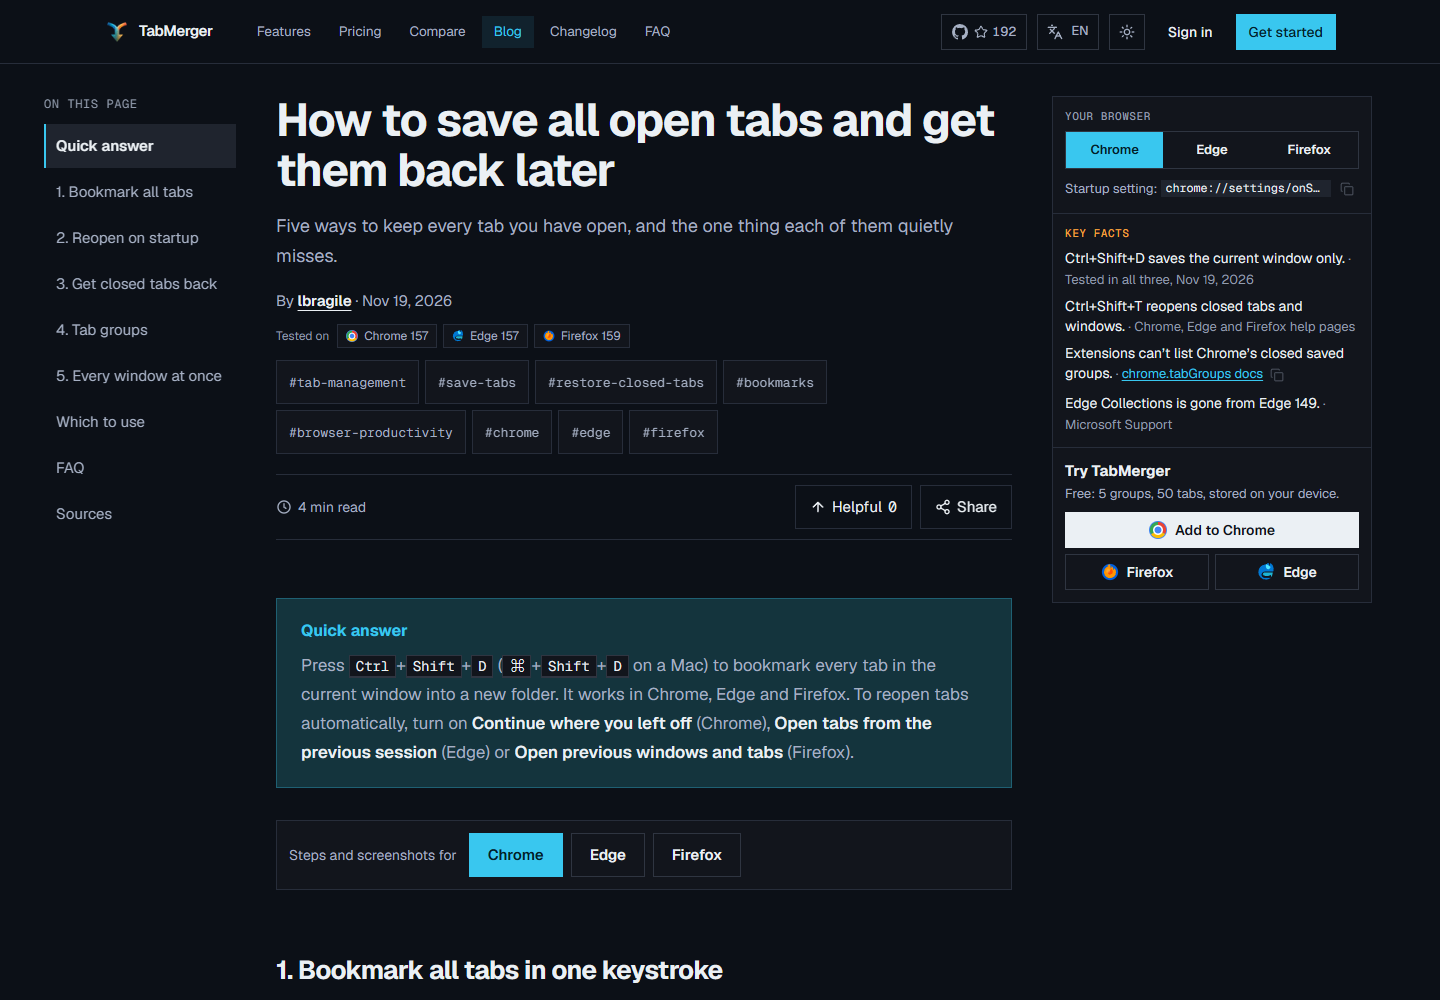 TabMerger
Features
Pricing
Compare
Blog
Changelog
FAQ
192
EN
Sign in
Get started
ON THIS PAGE
Quick answer
1. Bookmark all tabs
2. Reopen on startup
3. Get closed tabs back
4. Tab groups
5. Every window at once
Which to use
FAQ
Sources
How to save all open tabs and get
them back later
Five ways to keep every tab you have open, and the one thing each of them quietly
misses.
By lbragile · Nov 19, 2026
Tested on Chrome 157 Edge 157 Firefox 159
#tab-management #save-tabs #restore-closed-tabs #bookmarks
#browser-productivity #chrome #edge #firefox
4 min read
Helpful 0
Share
Quick answer
Press Ctrl+Shift+D (⌘+Shift+D on a Mac) to bookmark every tab in the
current window into a new folder. It works in Chrome, Edge and Firefox. To reopen tabs
automatically, turn on Continue where you left off (Chrome), Open tabs from the
previous session (Edge) or Open previous windows and tabs (Firefox).
Steps and screenshots for Chrome Edge Firefox
1. Bookmark all tabs in one keystroke
YOUR BROWSER
Chrome Edge Firefox
Startup setting: chrome://settings/onS…
KEY FACTS
Ctrl+Shift+D saves the current window only. ·
Tested in all three, Nov 19, 2026
Ctrl+Shift+T reopens closed tabs and
windows. · Chrome, Edge and Firefox help pages
Extensions can't list Chrome's closed saved
groups. · chrome.tabGroups docs
Edge Collections is gone from Edge 149. ·
Microsoft Support
Try TabMerger
Free: 5 groups, 50 tabs, stored on your device.
Add to Chrome
Firefox
Edge